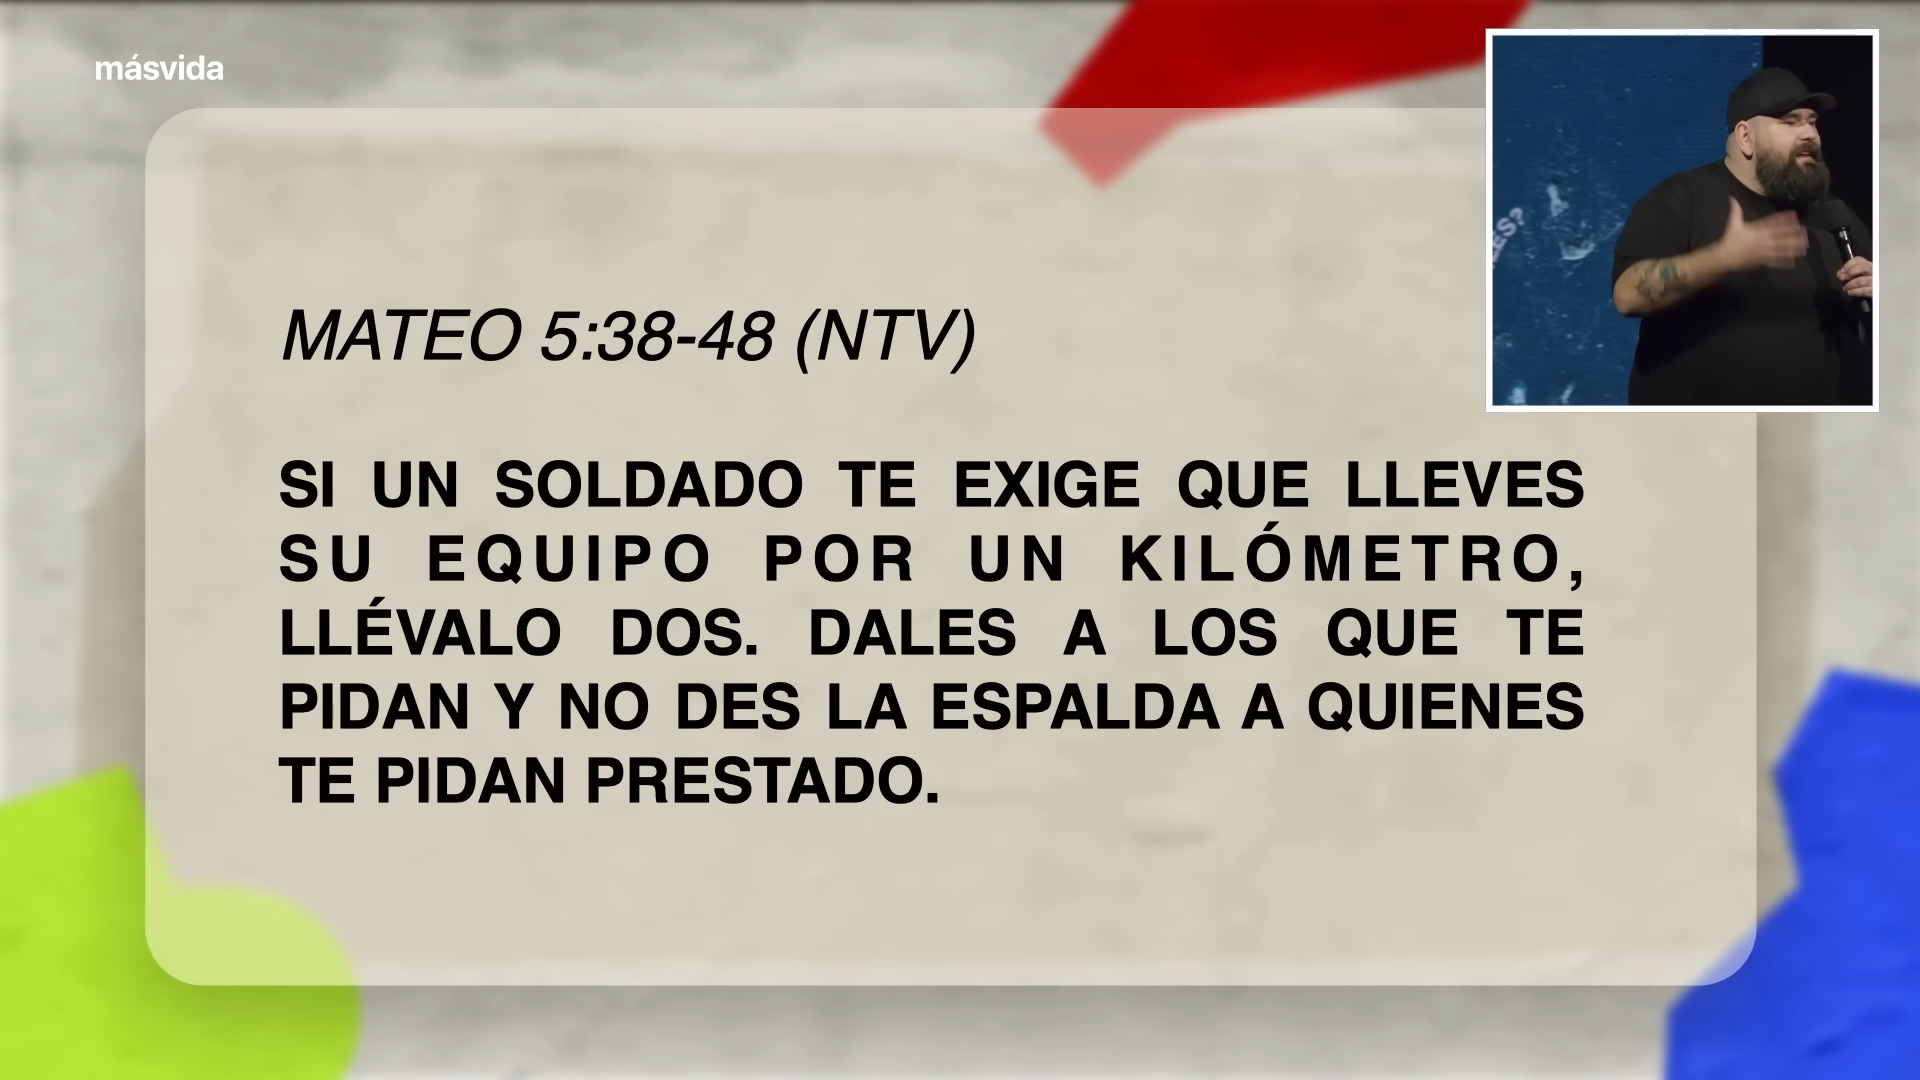 másvida
MATEO 5:38-48 (NTV)
SI UN SOLDADO TE EXIGE QUE LLEVES
SU EQUIPO POR UN KILÓMETRO,
LLÉVALO DOS. DALES A LOS QUE TE
PIDAN Y NO DES LA ESPALDA A QUIENES
TE PIDAN PRESTADO.
ES?